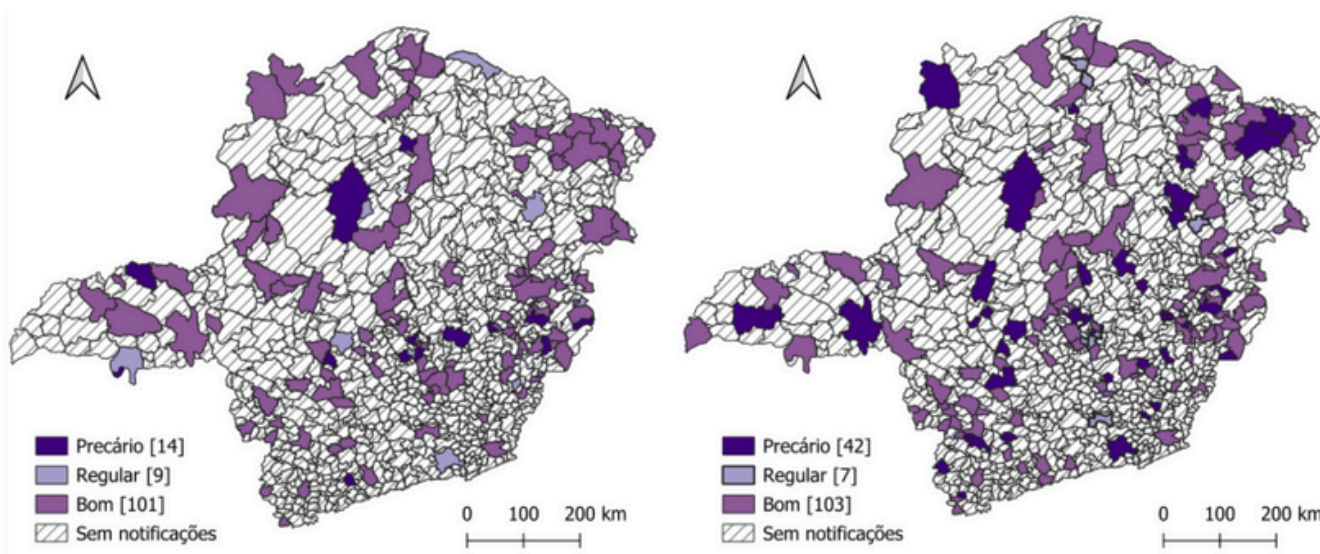 Precário [14]
Regular [9]
Bom [101]
Sem notificações
0 100 200 km
Precário [42]
Regular [7]
Bom [103]
Sem notificações
0 100 200 km